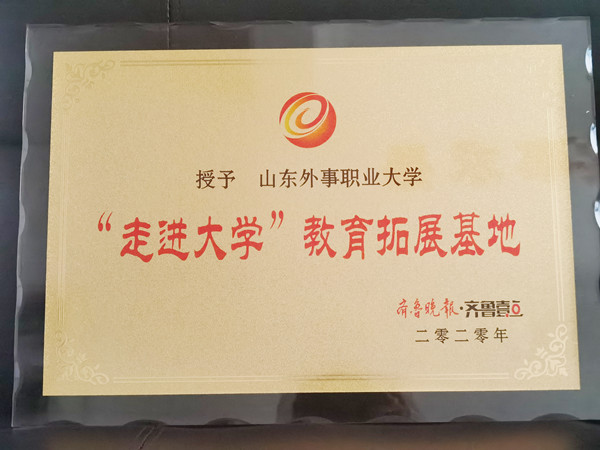 授予 山东外事职业大学
“走进大学”教育拓展基地
齐鲁晚报·齐鲁壹点
二零二零年